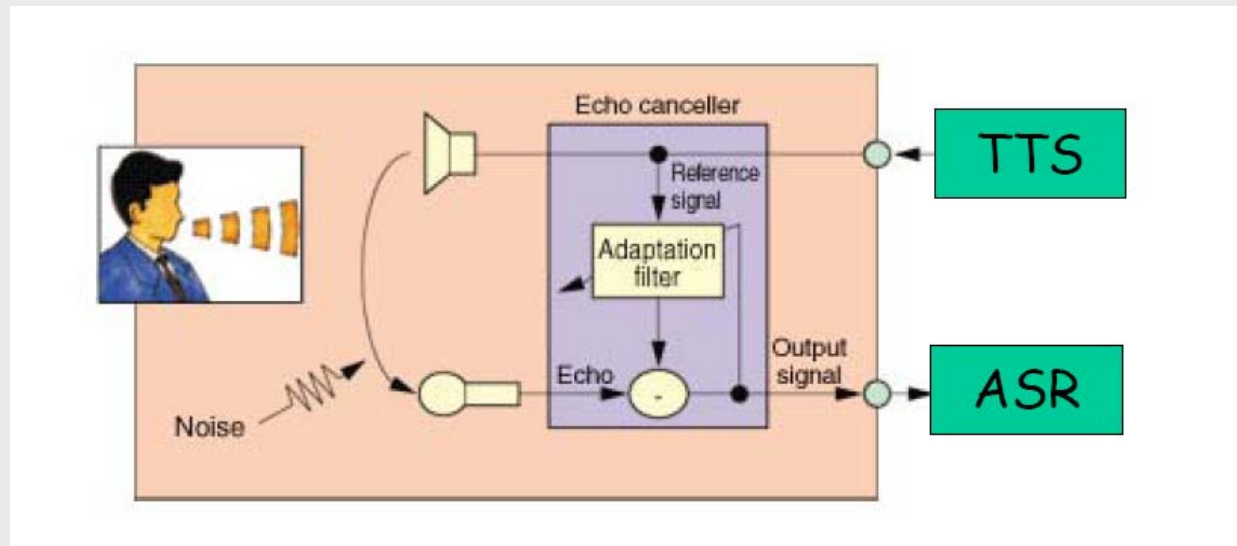 Echo canceller
TTS
Reference
signal
Adaptation
filter
Echo
-
Output
signal
ASR
Noise